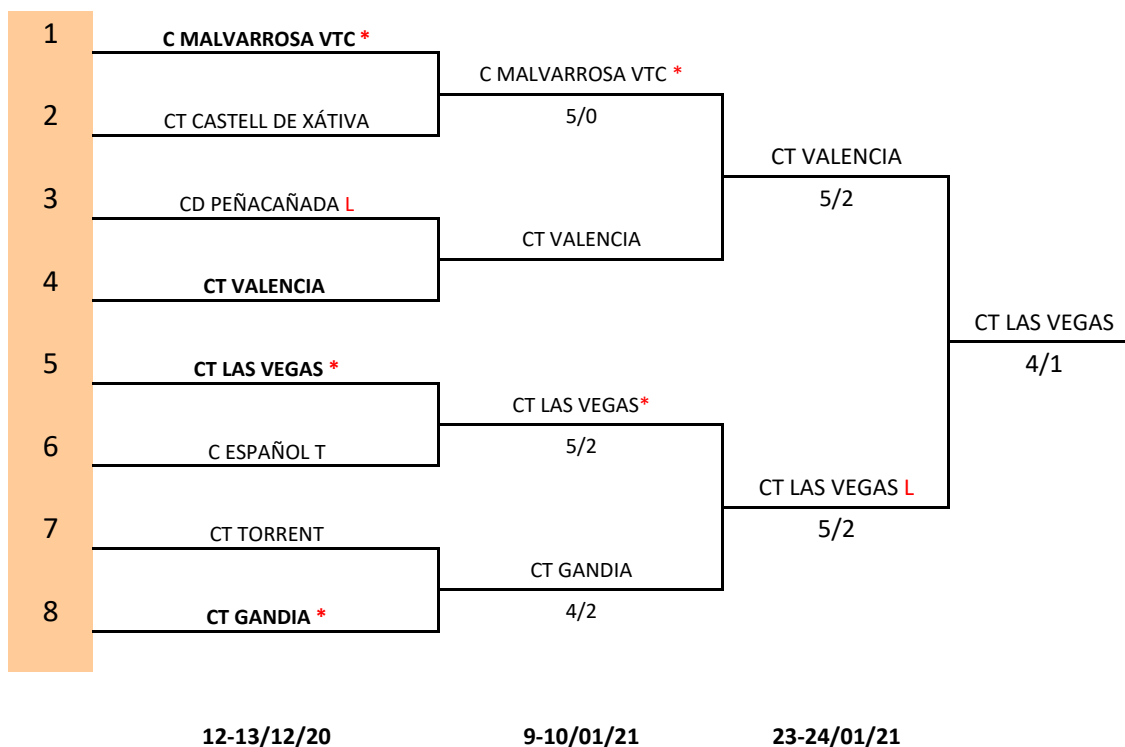 1
C MALVARROSA VTC *
C MALVARROSA VTC *
2
CT CASTELL DE XÁTIVA
5/0
CT VALENCIA
3
CD PEÑACAÑADA L
5/2
CT VALENCIA
4
CT VALENCIA
CT LAS VEGAS
5
CT LAS VEGAS *
4/1
CT LAS VEGAS*
6
C ESPAÑOL T
5/2
CT LAS VEGAS L
7
CT TORRENT
5/2
CT GANDIA
8
CT GANDIA *
4/2
12-13/12/20 9-10/01/21 23-24/01/21